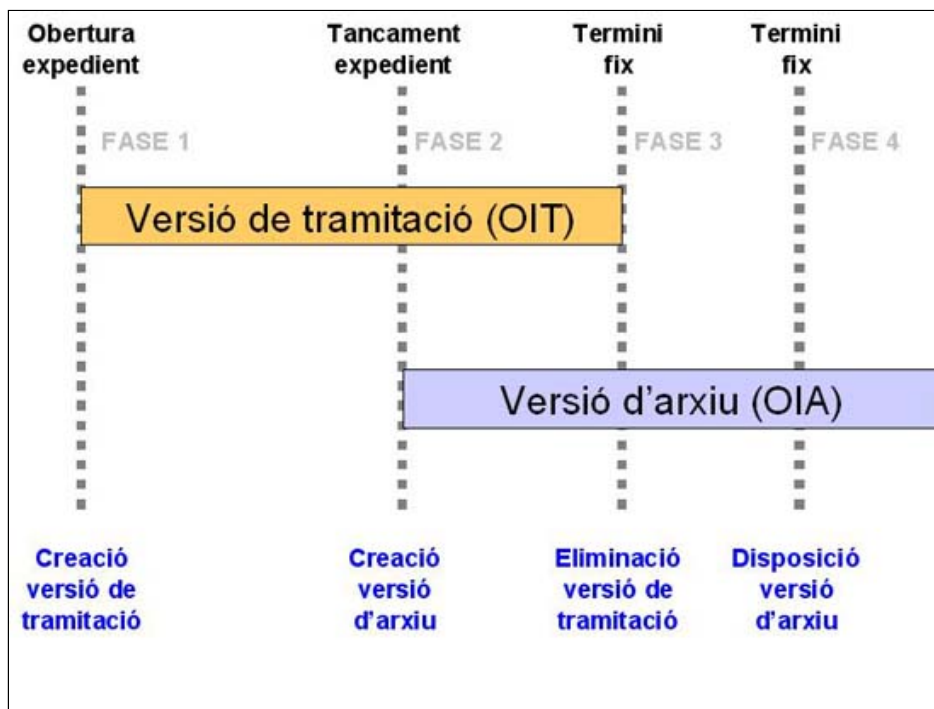 Obertura
expedient
Tancament
expedient
Termini
fix
Termini
fix
FASE 1
FASE 2
FASE 3
FASE 4
Versió de tramitació (OIT)
Versió d'arxiu (OIA)
Creació
versió de
tramitació
Creació
versió
d'arxiu
Eliminació
versió de
tramitació
Disposició
versió
d'arxiu